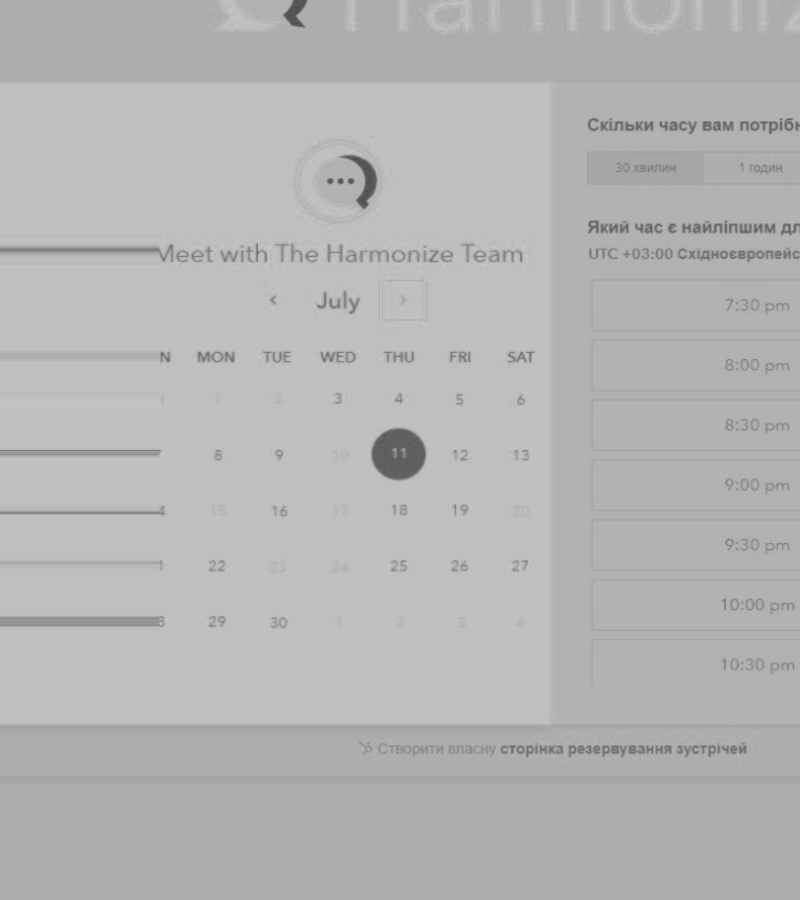 Harmoniz
Meet with The Harmonize Team
July
N MON TUE WED THU FRI SAT
1 2 3 4 5 6
8 9 10 11 12 13
4 15 16 17 18 19 20
1 22 23 24 25 26 27
8 29 30 1 2 3 4
Скільки часу вам потрібн
30 хвилин 1 годин
Який час є найліпшим дл
UTC +03:00 Східноєвропейс
7:30 pm
8:00 pm
8:30 pm
9:00 pm
9:30 pm
10:00 pm
10:30 pm
Створити власну сторінка резервування зустрічей